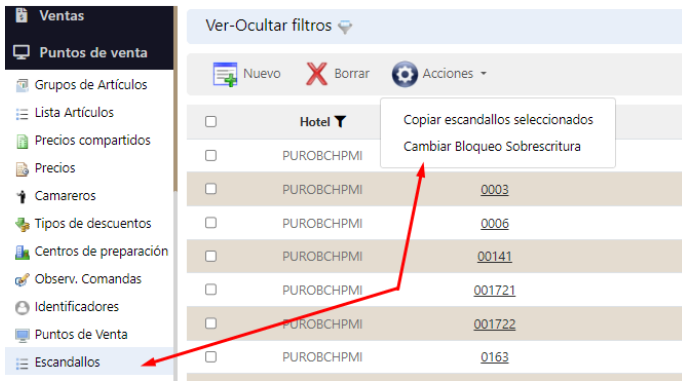 Ventas
Puntos de venta
Grupos de Artículos
Lista Artículos
Precios compartidos
Precios
Camareros
Tipos de descuentos
Centros de preparación
Observ. Comandas
Identificadores
Puntos de Venta
Escandallos
Ver-Ocultar filtros
Nuevo Borrar Acciones
Copiar escandallos seleccionados
Cambiar Bloqueo Sobrescritura
Hotel
PUROBCHPMI
PUROBCHPMI 0003
PUROBCHPMI 0006
PUROBCHPMI 00141
PUROBCHPMI 001721
PUROBCHPMI 001722
PUROBCHPMI 0163